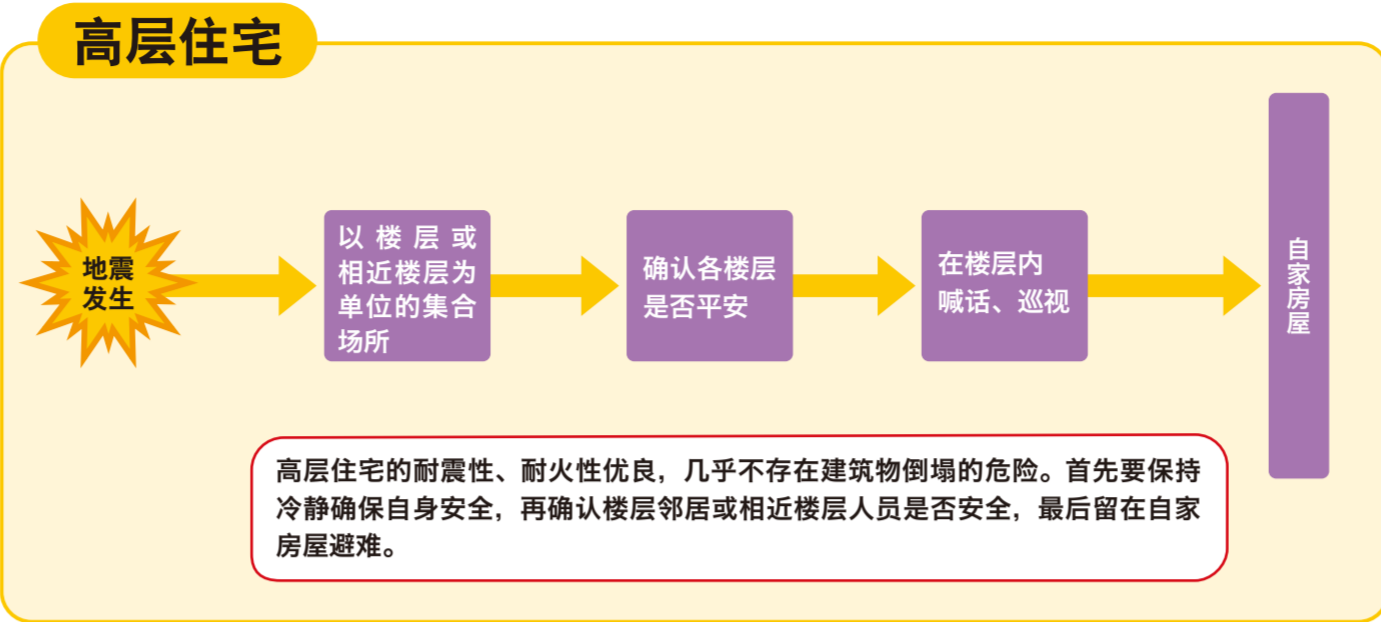 高层住宅
地震
发生
以楼层或
相近楼层为
单位的集合
场所
确认各楼层
是否平安
在楼层内
喊话、巡视
自家房屋
高层住宅的耐震性、耐火性优良，几乎不存在建筑物倒塌的危险。首先要保持
冷静确保自身安全，再确认楼层邻居或相近楼层人员是否安全，最后留在自家
房屋避难。